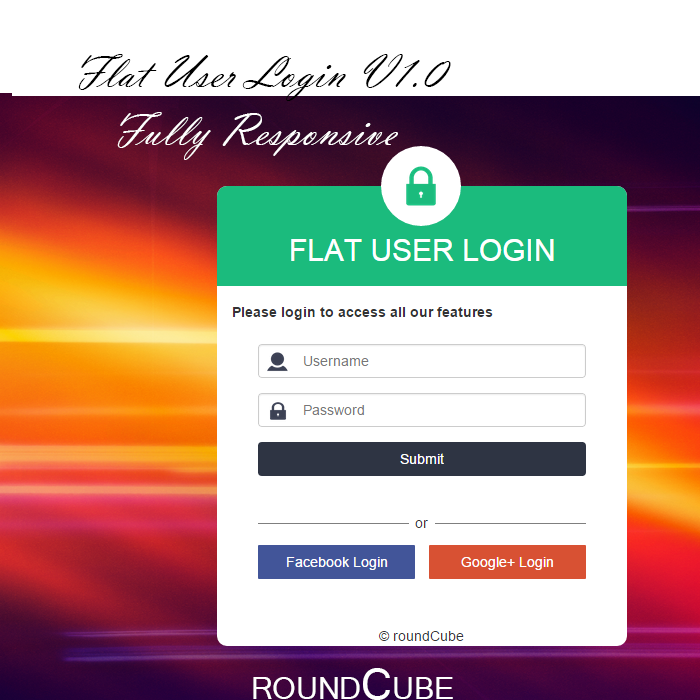 Flat User Login V1.0
Fully Responsive
FLAT USER LOGIN
Please login to access all our features
Username
Password
Submit
or
Facebook Login Google+ Login
© roundCube
ROUNDCUBE